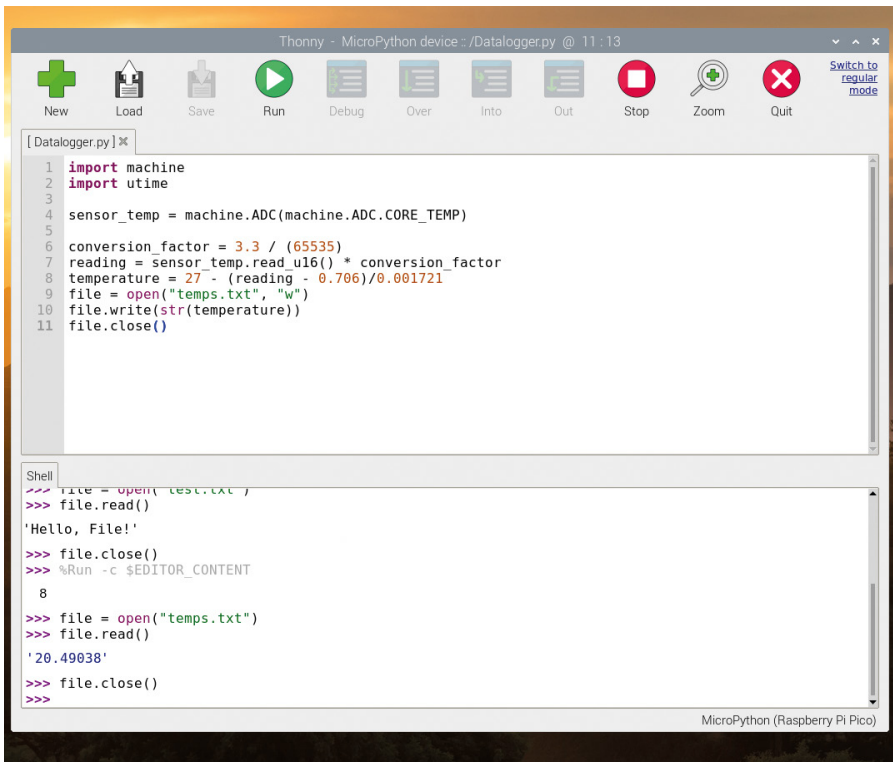 Thonny - MicroPython device :: /Datalogger.py @ 11 : 13
New Load Save Run Debug Over Into Out Stop Zoom Quit
Switch to
regular
mode
[ Datalogger.py ]
1 import machine
2 import utime
3
4 sensor_temp = machine.ADC(machine.ADC.CORE_TEMP)
5
6 conversion_factor = 3.3 / (65535)
7 reading = sensor_temp.read_u16() * conversion_factor
8 temperature = 27 - (reading - 0.706)/0.001721
9 file = open("temps.txt", "w")
10 file.write(str(temperature))
11 file.close()
Shell
>>> file = open("test.txt")
>>> file.read()
'Hello, File!'
>>> file.close()
>>> %Run -c $EDITOR_CONTENT
8
>>> file = open("temps.txt")
>>> file.read()
'20.49038'
>>> file.close()
>>>
MicroPython (Raspberry Pi Pico)